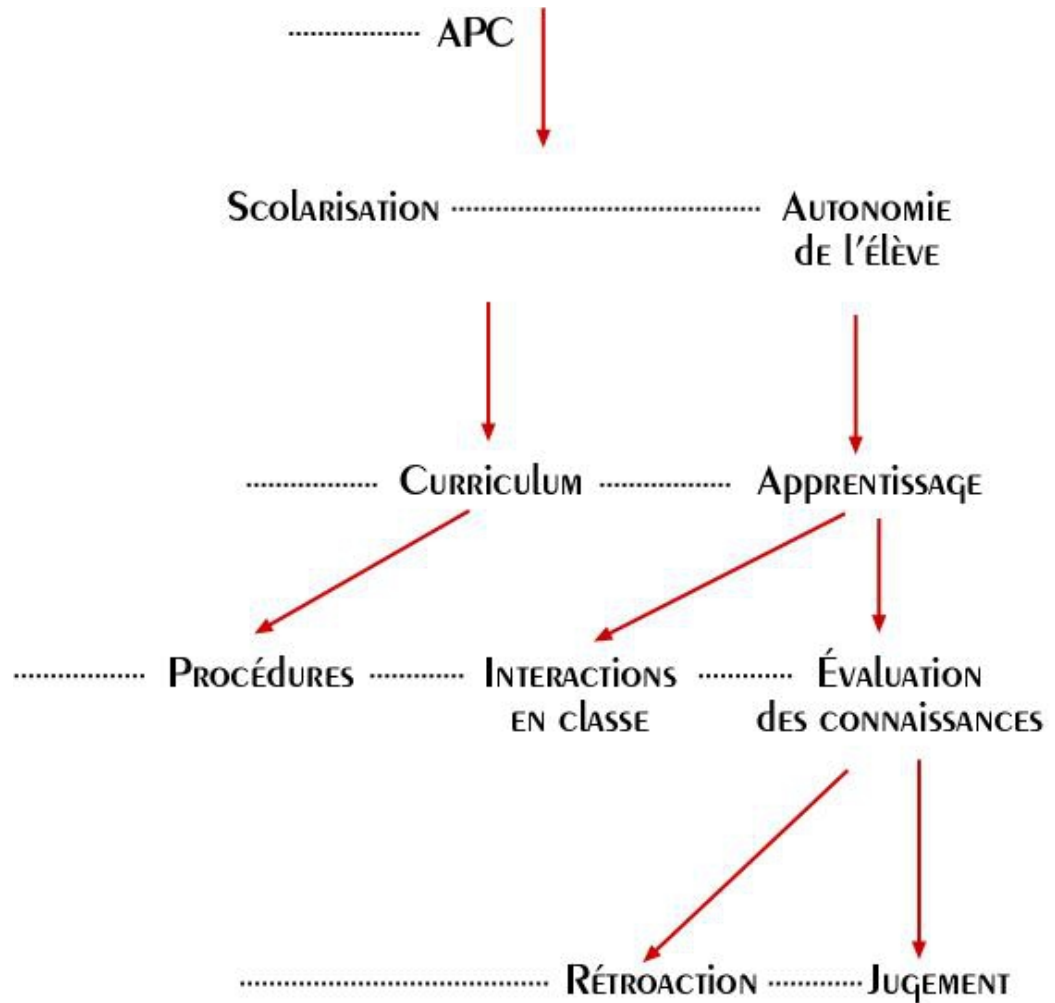 APC
Scolarisation
Autonomie
de l'élève
Curriculum
Apprentissage
Procédures
Interactions
en classe
Évaluation
des connaissances
Rétroaction
Jugement